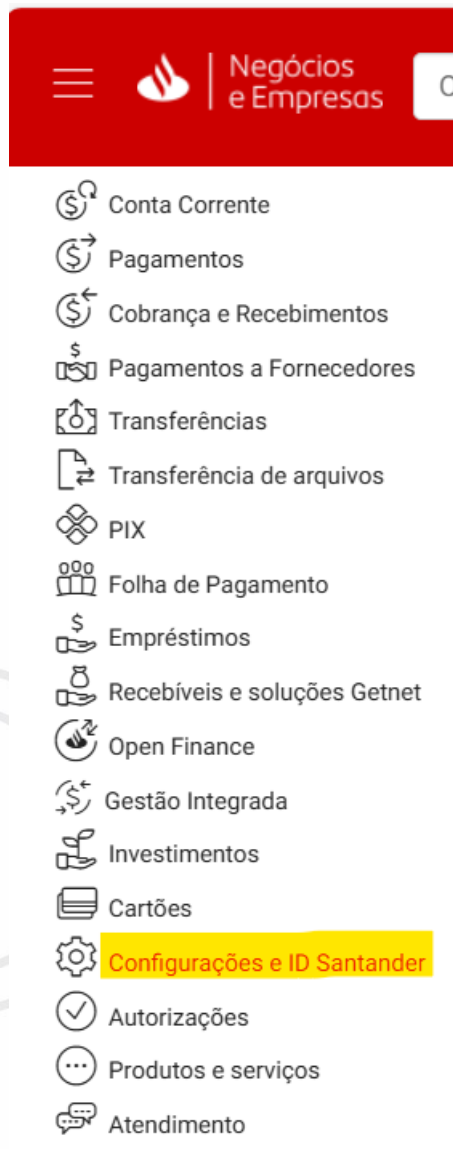 Negócios
e Empresas
Conta Corrente
Pagamentos
Cobrança e Recebimentos
Pagamentos a Fornecedores
Transferências
Transferência de arquivos
PIX
Folha de Pagamento
Empréstimos
Recebíveis e soluções Getnet
Open Finance
Gestão Integrada
Investimentos
Cartões
Configurações e ID Santander
Autorizações
Produtos e serviços
Atendimento